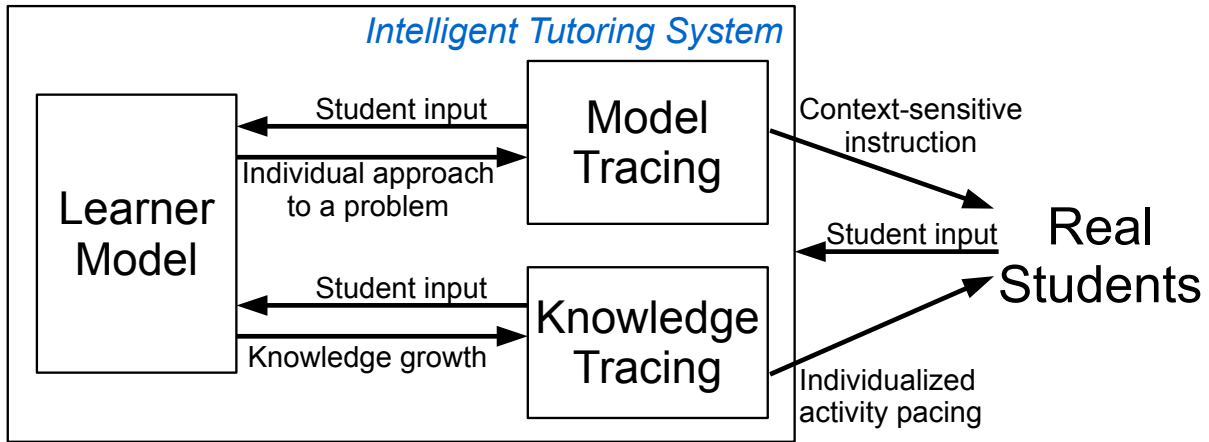 Intelligent Tutoring System
Student input
Model
Tracing
Context-sensitive
instruction
Individual approach
to a problem
Learner
Model
Student input
Real
Students
Student input
Knowledge
Tracing
Knowledge growth
Individualized
activity pacing